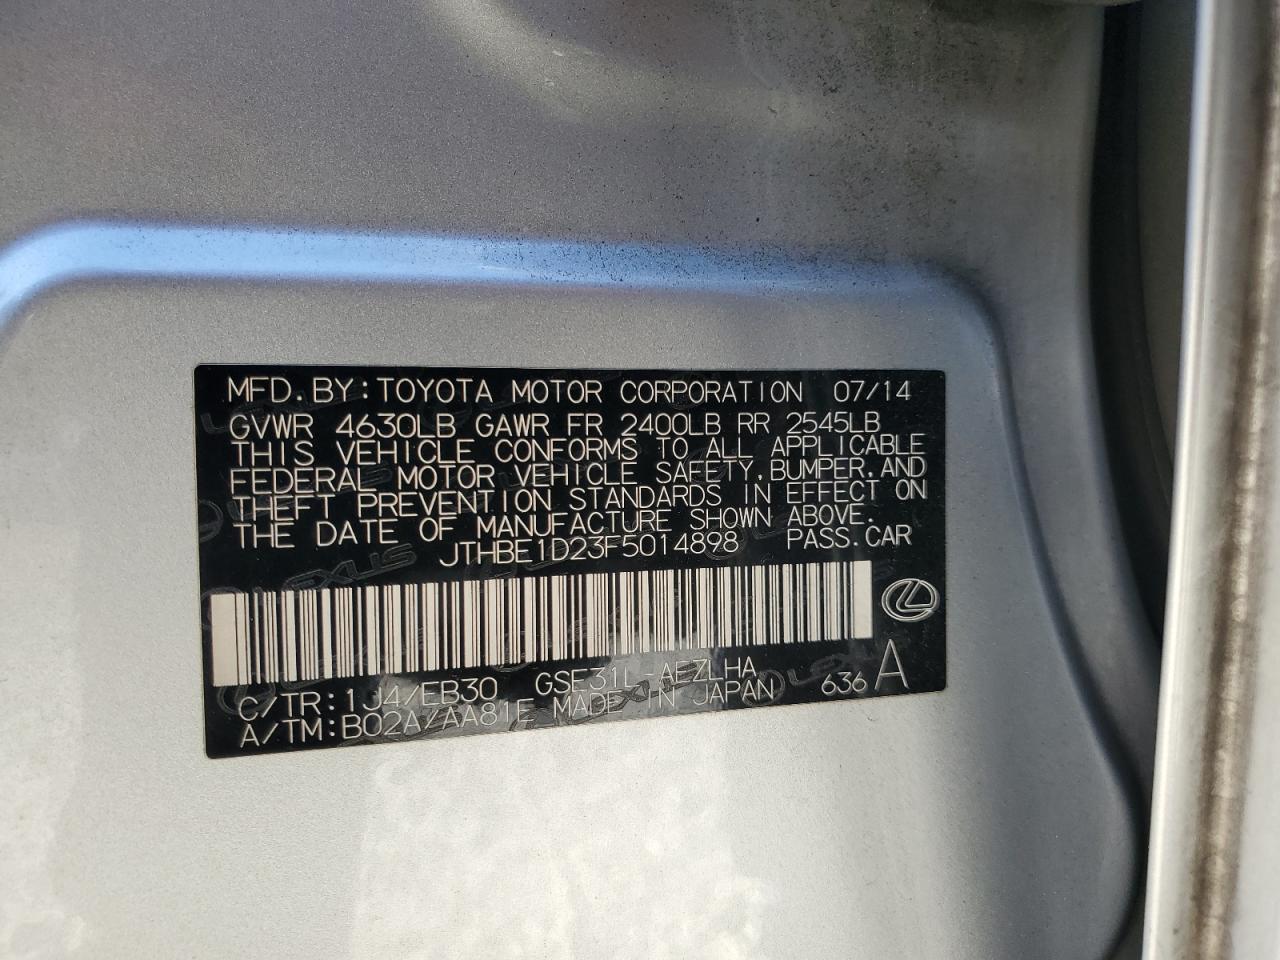 MFD. BY: TOYOTA MOTOR CORPORATION 07/14
GVWR 4630LB GAWR FR 2400LB RR 2545LB
THIS VEHICLE CONFORMS TO ALL APPLICABLE
FEDERAL MOTOR VEHICLE SAFETY, BUMPER, AND
THEFT PREVENTION STANDARDS IN EFFECT ON
THE DATE OF MANUFACTURE SHOWN ABOVE.
JTHBE1D23F5014898 PASS. CAR
C/TR: 1J4/EB30 GSE31L AEZLHA
A/TM: B02A/AA81E MADE IN JAPAN 636 A